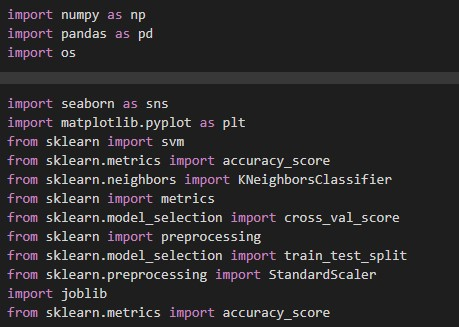 import numpy as np
import pandas as pd
import os
import seaborn as sns
import matplotlib.pyplot as plt
from sklearn import svm
from sklearn.metrics import accuracy_score
from sklearn.neighbors import KNeighborsClassifier
from sklearn import metrics
from sklearn.model_selection import cross_val_score
from sklearn import preprocessing
from sklearn.model_selection import train_test_split
from sklearn.preprocessing import StandardScaler
import joblib
from sklearn.metrics import accuracy_score